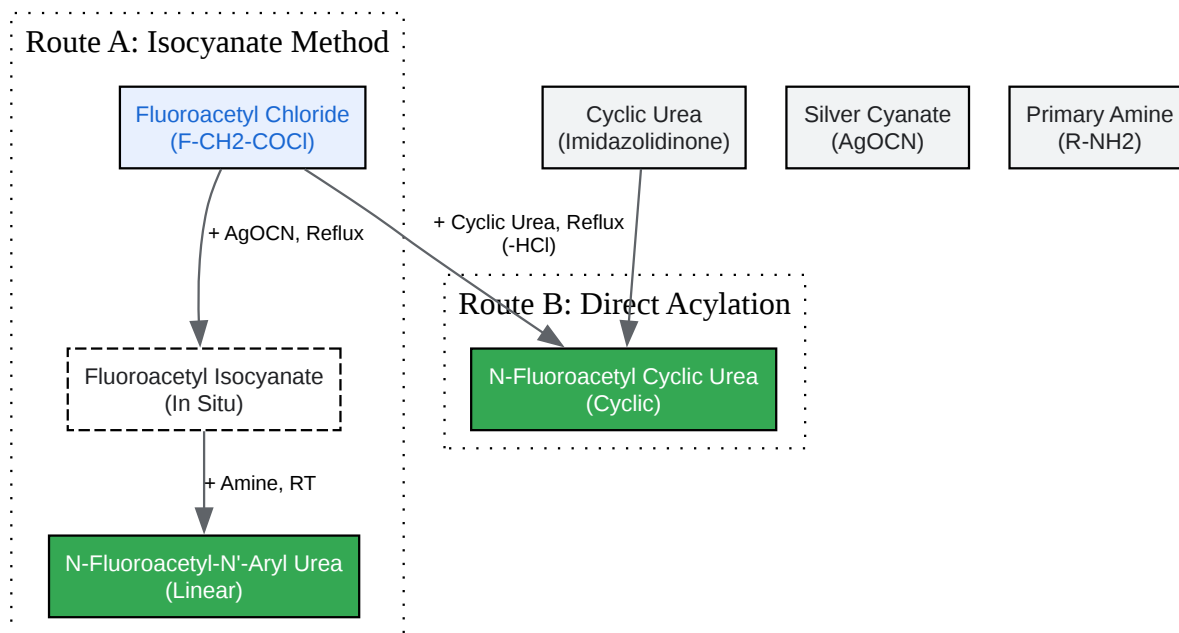 Route A: Isocyanate Method
Fluoroacetyl Chloride
(F-CH2-COCl)
Cyclic Urea
(Imidazolidinone)
Silver Cyanate
(AgOCN)
Primary Amine
(R-NH2)
+ AgOCN, Reflux
+ Cyclic Urea, Reflux
(-HCl)
Route B: Direct Acylation
Fluoroacetyl Isocyanate
(In Situ)
N-Fluoroacetyl Cyclic Urea
(Cyclic)
+ Amine, RT
N-Fluoroacetyl-N'-Aryl Urea
(Linear)